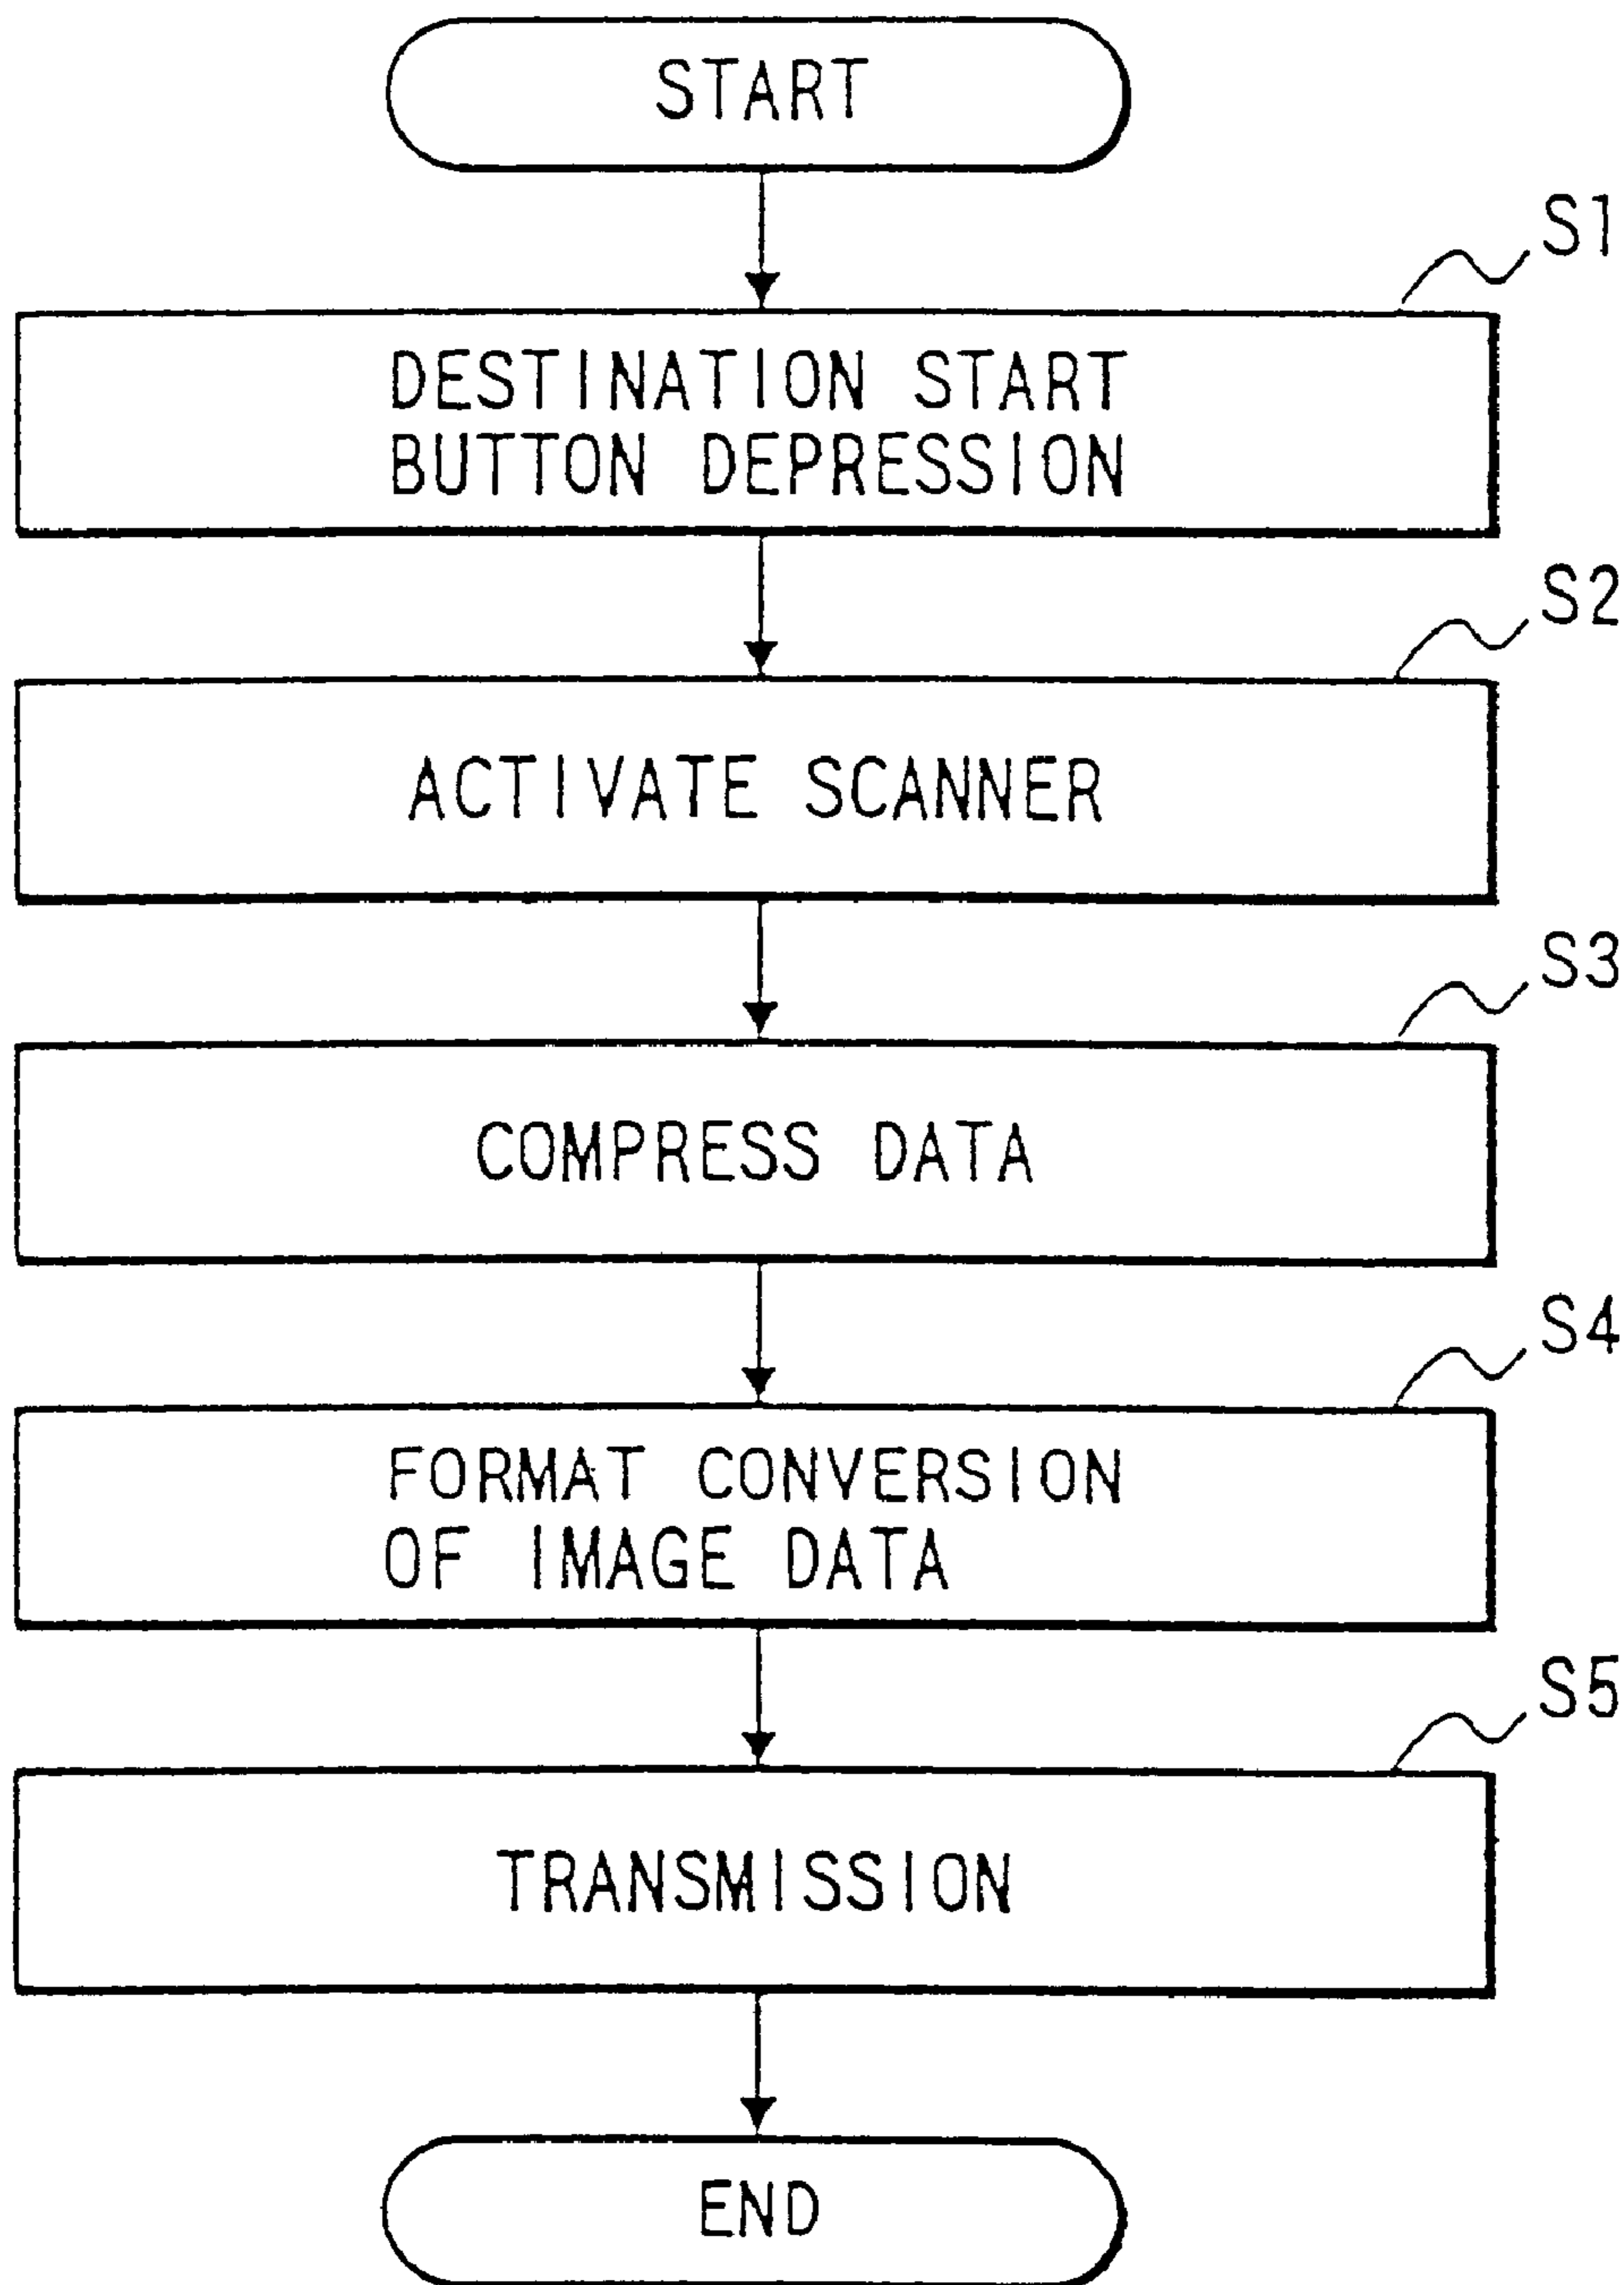 START
S1
DESTINATION START
BUTTON DEPRESSION
S2
ACTIVATE SCANNER
S3
COMPRESS DATA
S4
FORMAT CONVERSION
OF IMAGE DATA
S5
TRANSMISSION
END